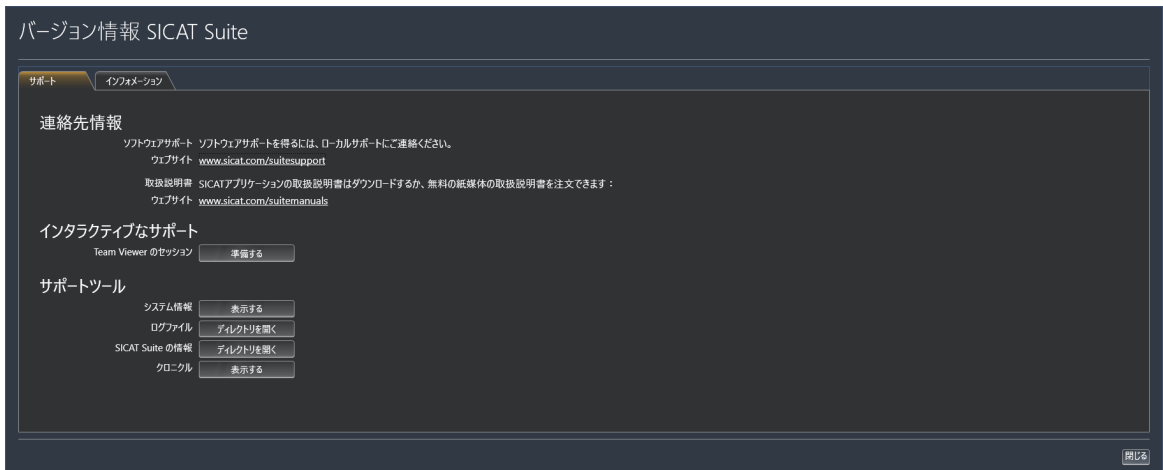 バージョン情報 SICAT Suite
サポート インフォメーション
連絡先情報
ソフトウェアサポート ソフトウェアサポートを得るには、ローカルサポートにご連絡ください。
ウェブサイト www.sicat.com/suitesupport
取扱説明書 SICATアプリケーションの取扱説明書はダウンロードするか、無料の紙媒体の取扱説明書を注文できます：
ウェブサイト www.sicat.com/suitemanuals
インタラクティブなサポート
Team Viewer のセッション 準備する
サポートツール
システム情報 表示する
ログファイル ディレクトリを開く
SICAT Suite の情報 ディレクトリを開く
クロニクル 表示する
閉じる